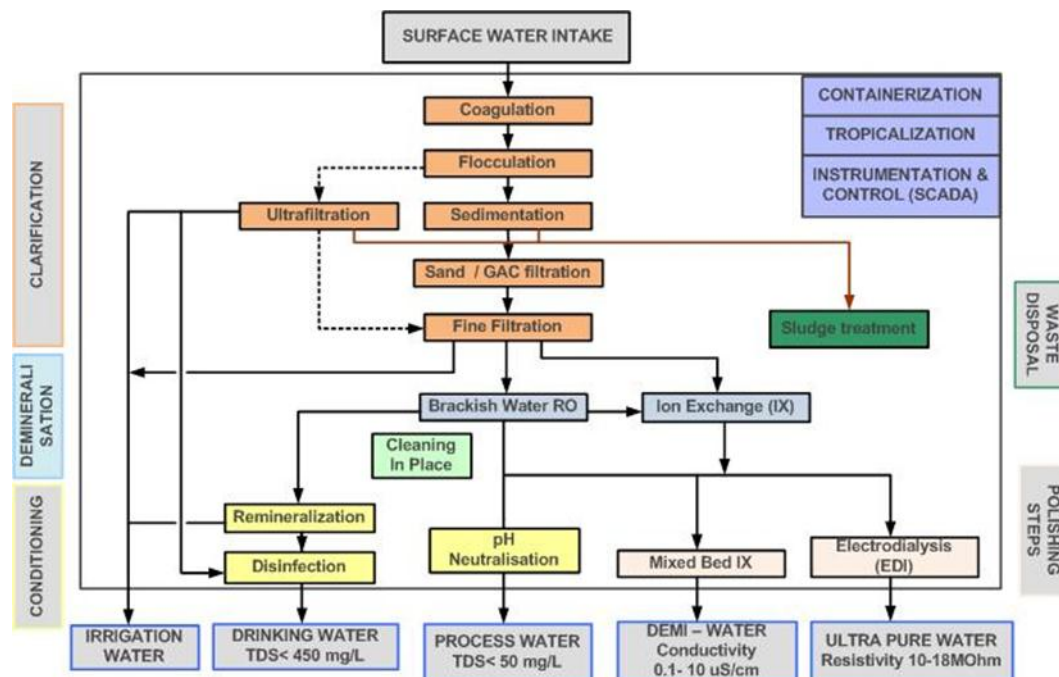 SURFACE WATER INTAKE
CONTAINERIZATION
TROPICALIZATION
INSTRUMENTATION &
CONTROL (SCADA)
CLARIFICATION
Coagulation
Flocculation
Ultrafiltration
Sedimentation
Sand / GAC filtration
Fine Filtration
Sludge treatment
WASTE
DISPOSAL
DEMINERALI
SATION
Brackish Water RO
Ion Exchange (IX)
Cleaning
In Place
CONDITIONING
Remineralization
Disinfection
pH
Neutralisation
Mixed Bed IX
Electrodialysis
(EDI)
POLISHING
STEPS
IRRIGATION
WATER
DRINKING WATER
TDS< 450 mg/L
PROCESS WATER
TDS< 50 mg/L
DEMI – WATER
Conductivity
0.1- 10 uS/cm
ULTRA PURE WATER
Resistivity 10-18MOhm